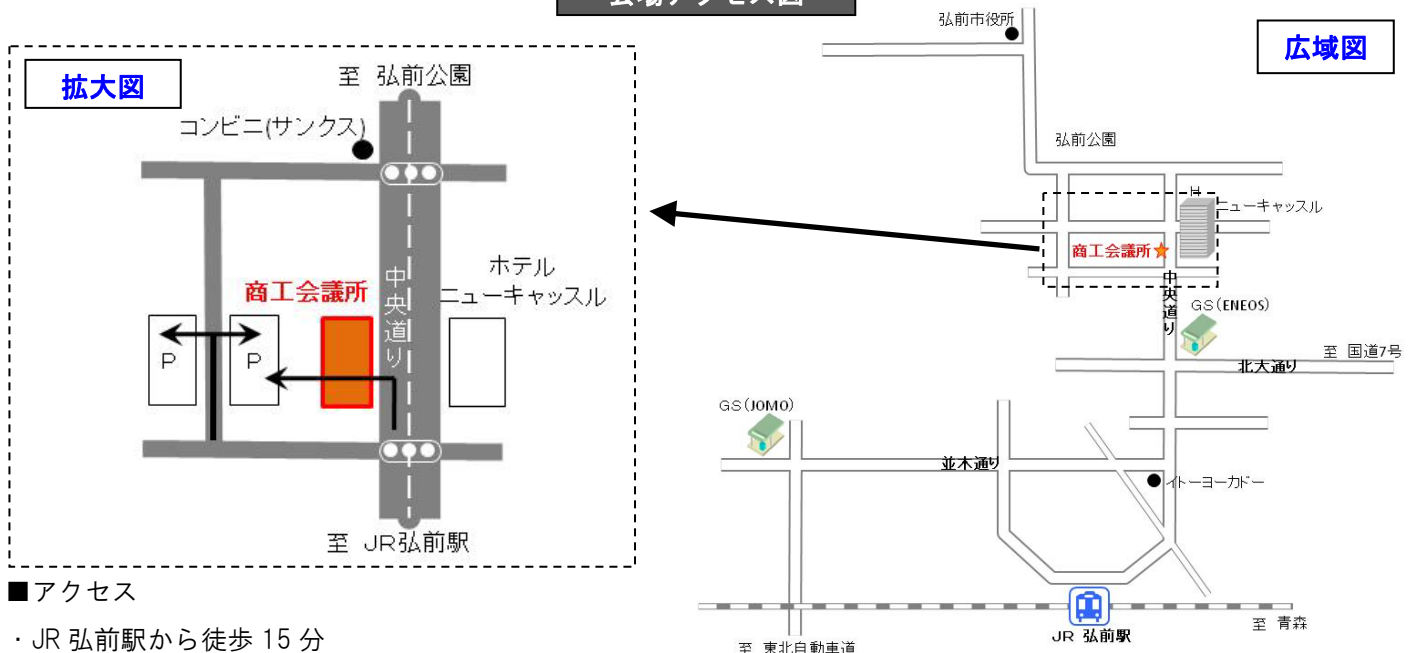 会場アクセス図
拡大図
至 弘前公園
コンビニ(サンクス)
商工会議所
中央道り
ホテル
ニューキャッスル
P
P
至 JR弘前駅
広域図
弘前市役所
弘前公園
H
ニューキャッスル
商工会議所
中央道り
GS(ENEOS)
至 国道7号
北大通り
GS(JOMO)
並木通り
イトーヨーカドー
JR 弘前駅
至 青森
至 東北自動車道
■アクセス
・JR 弘前駅から徒歩 15 分